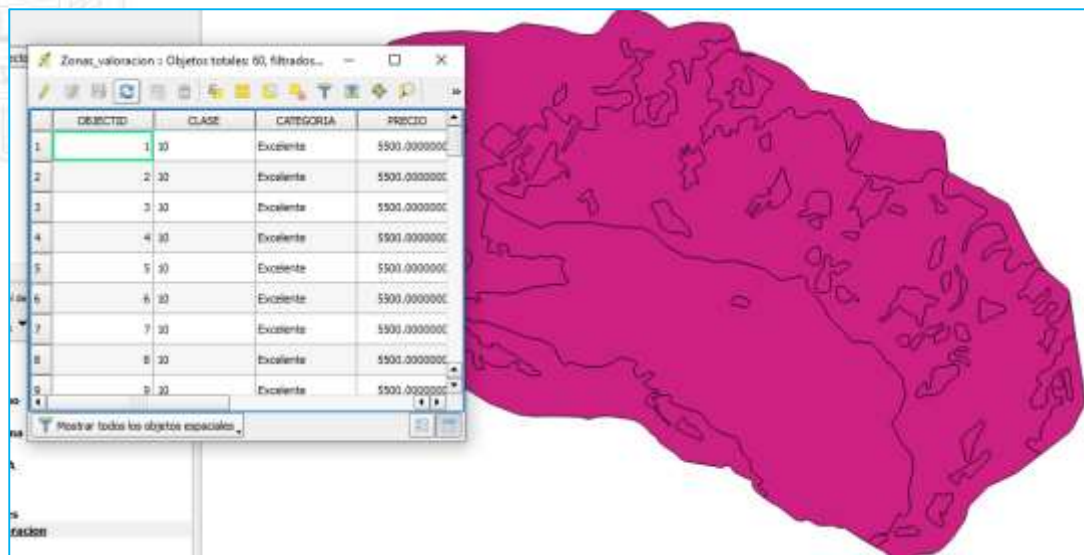 Zonas_valoracion :: Objetos totales: 60, filtrados...
OBJECTID CLASE CATEGORIA PRECIO
1 1 10 Excelente 5500.0000000
2 2 10 Excelente 5500.0000000
3 3 10 Excelente 5500.0000000
4 4 10 Excelente 5500.0000000
5 5 10 Excelente 5500.0000000
6 6 10 Excelente 5500.0000000
7 7 10 Excelente 5500.0000000
8 8 10 Excelente 5500.0000000
9 9 10 Excelente 5500.0000000
Mostrar todos los objetos espaciales
racion